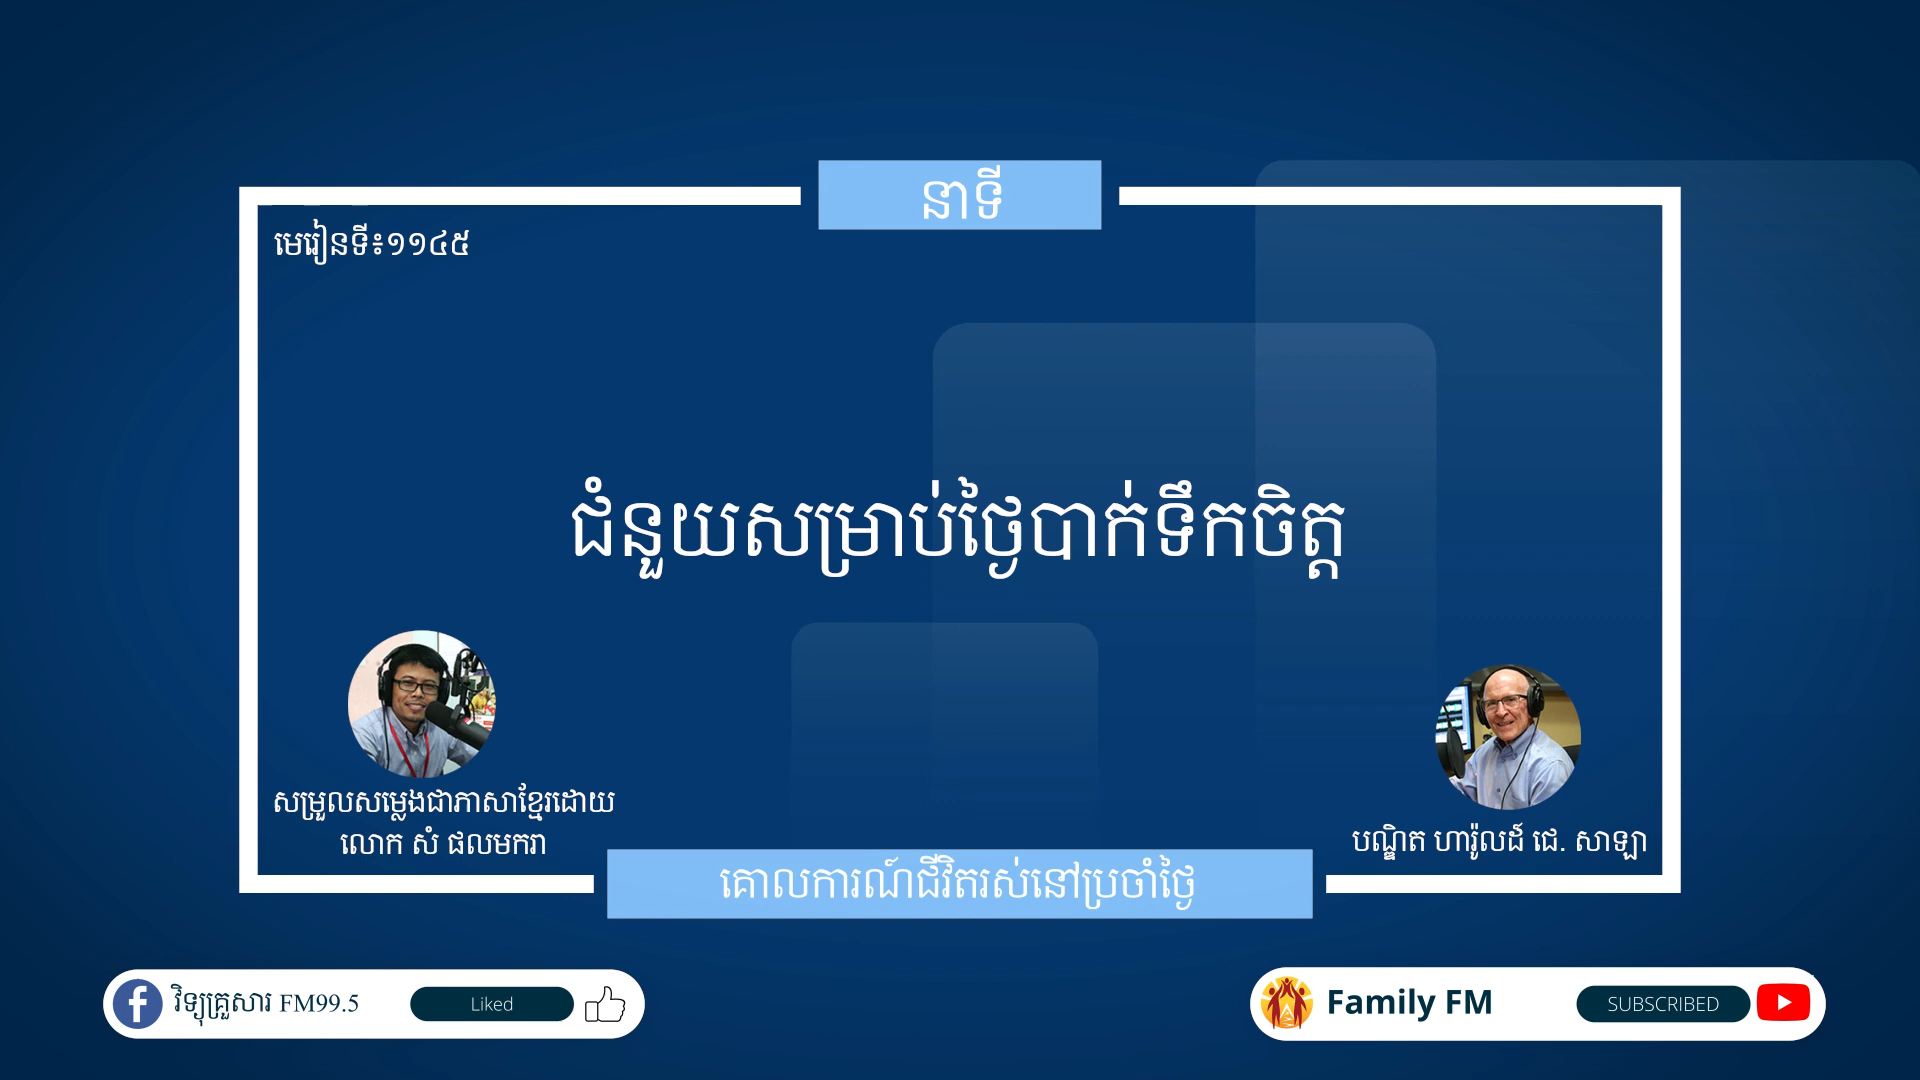 នាទី
មេរៀនទី៖១១៤៥
ជំនួយសម្រាប់ថ្ងៃបាក់ទឹកចិត្ត
សម្រួលសម្លេងជាភាសាខ្មែរដោយ
លោក សំ ផលមករា
បណ្ឌិត ហារ៉ូលដ៍ ជេ. សាឡា
គោលការណ៍ជីវិតរស់នៅប្រចាំថ្ងៃ
វិទ្យុគ្រួសារ FM99.5 Liked
Family FM SUBSCRIBED